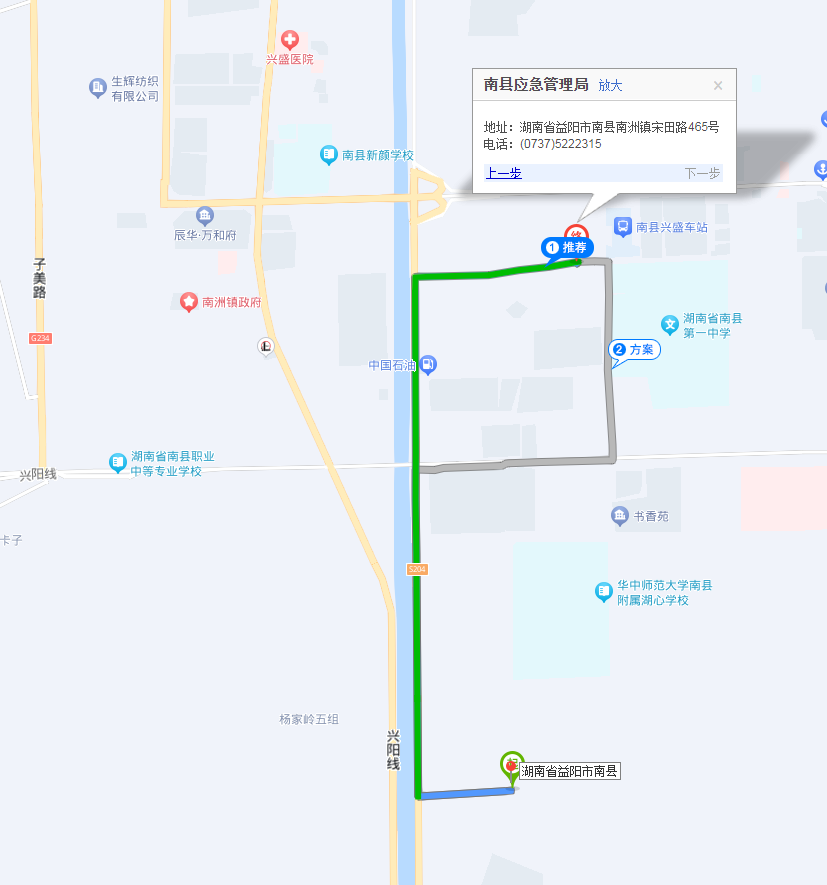 兴盛医院
生辉纺织
有限公司
南县应急管理局 放大
地址：湖南省益阳市南县南洲镇宋田路465号
电话：(0737)5222315
上一步 下一步
南县新颜学校
辰华·万和府
终
南县兴盛车站
1 推荐
子美路
南洲镇政府
湖南省南县
第一中学
G234
2 方案
中国石油
湖南省南县职业
中等专业学校
兴阳线
书香苑
卡子
S204
华中师范大学南县
附属湖心学校
杨家岭五组
兴阳线
起
湖南省益阳市南县